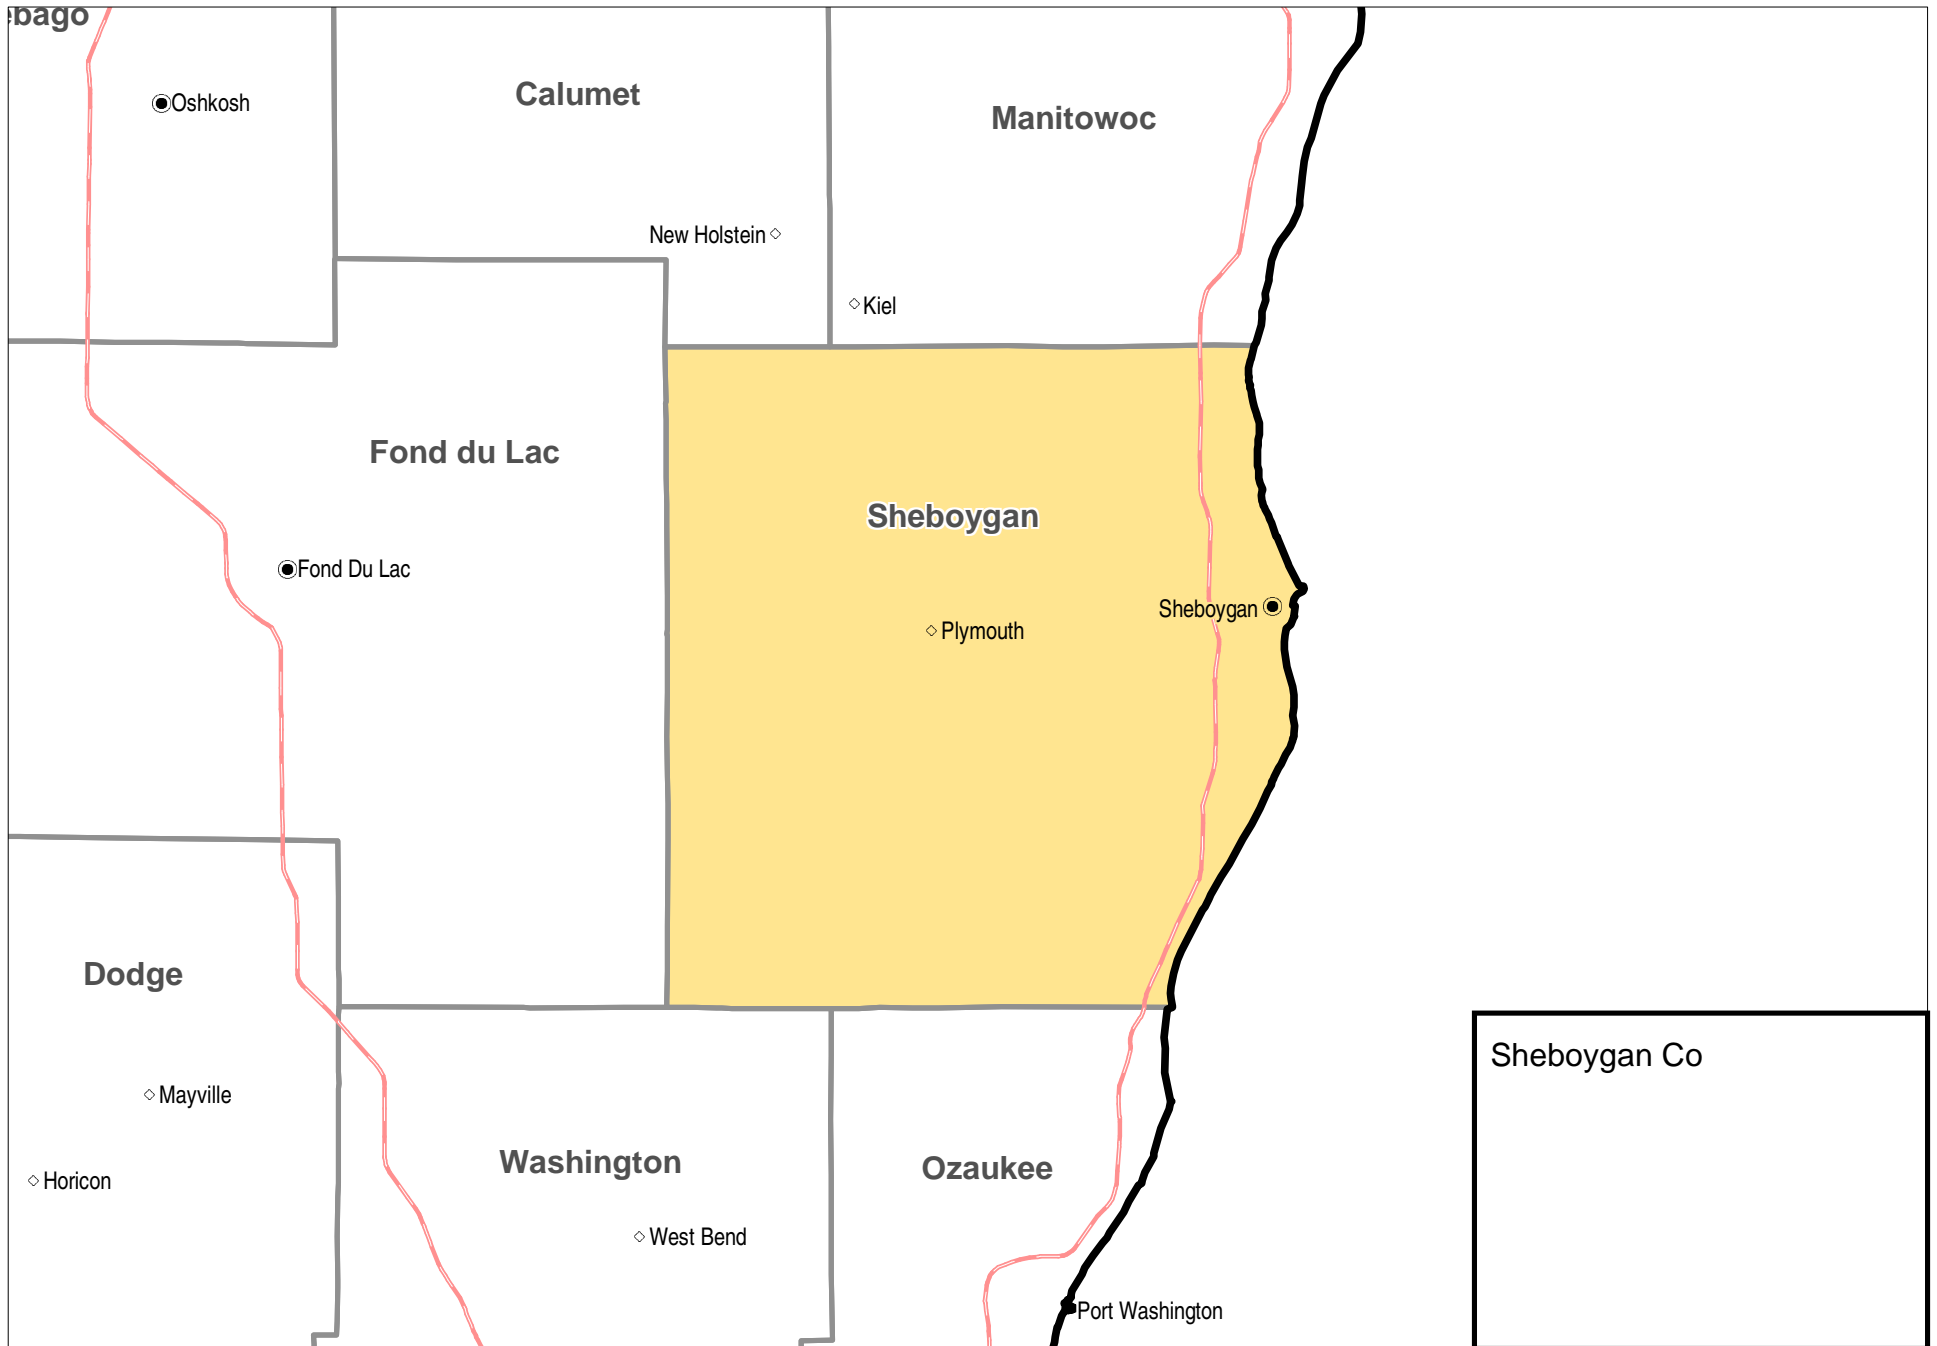 ebago
Oshkosh
Calumet
Manitowoc
New Holstein
Kiel
Fond du Lac
Sheboygan
Fond Du Lac
Sheboygan
Plymouth
Dodge
Sheboygan Co
Mayville
Washington
Ozaukee
Horicon
West Bend
Port Washington